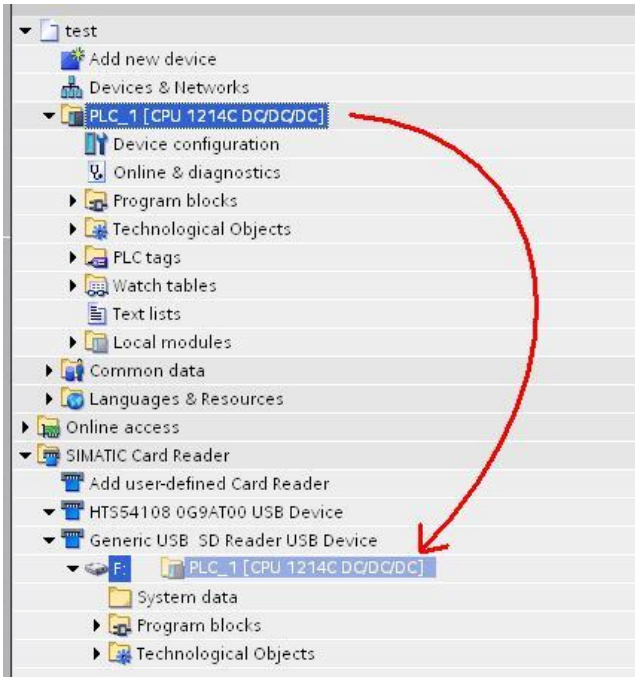 test
Add new device
Devices & Networks
PLC_1 [CPU 1214C DC/DC/DC]
Device configuration
Online & diagnostics
Program blocks
Technological Objects
PLC tags
Watch tables
Text lists
Local modules
Common data
Languages & Resources
Online access
SIMATIC Card Reader
Add user-defined Card Reader
HTS54108 0G9AT00 USB Device
Generic USB SD Reader USB Device
F: PLC_1 [CPU 1214C DC/DC/DC]
System data
Program blocks
Technological Objects